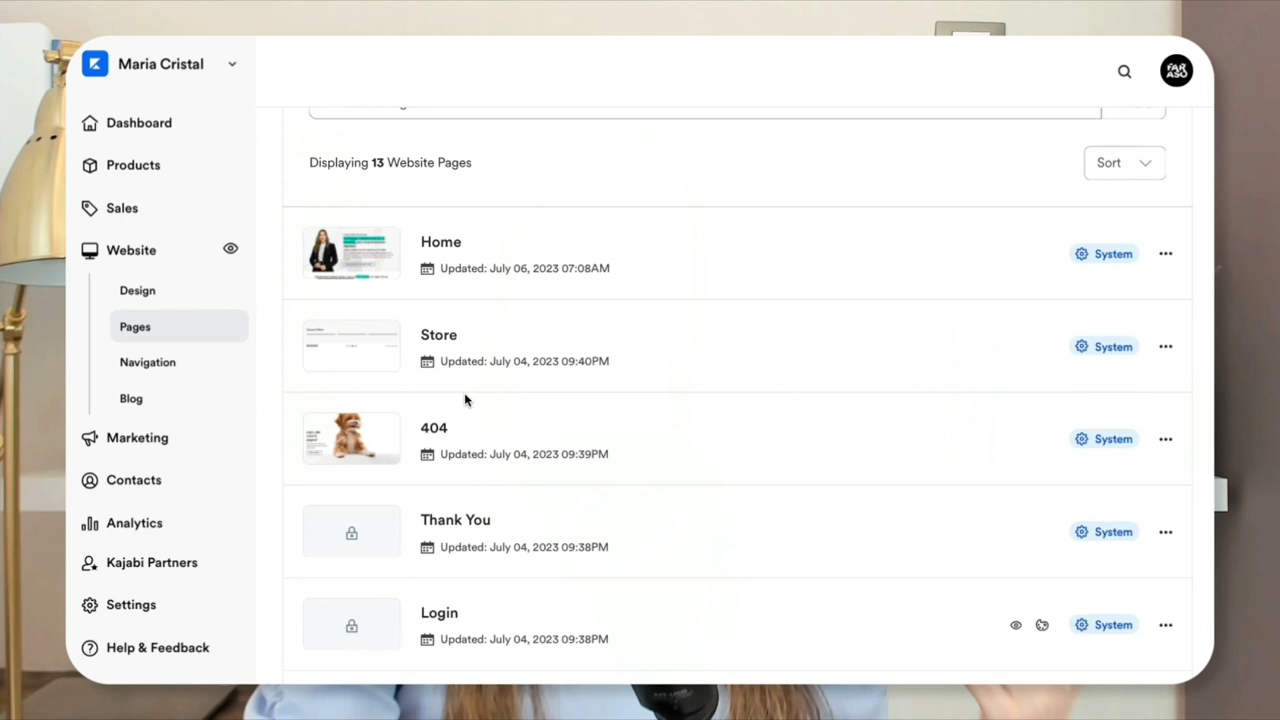 Maria Cristal
FAR
ASO
Dashboard
Products
Sales
Website
Design
Pages
Navigation
Blog
Marketing
Contacts
Analytics
Kajabi Partners
Settings
Help & Feedback
Displaying 13 Website Pages
Sort
Home
Updated: July 06, 2023 07:08AM
System
Store
Updated: July 04, 2023 09:40PM
System
404
Updated: July 04, 2023 09:39PM
System
Thank You
Updated: July 04, 2023 09:38PM
System
Login
Updated: July 04, 2023 09:38PM
System